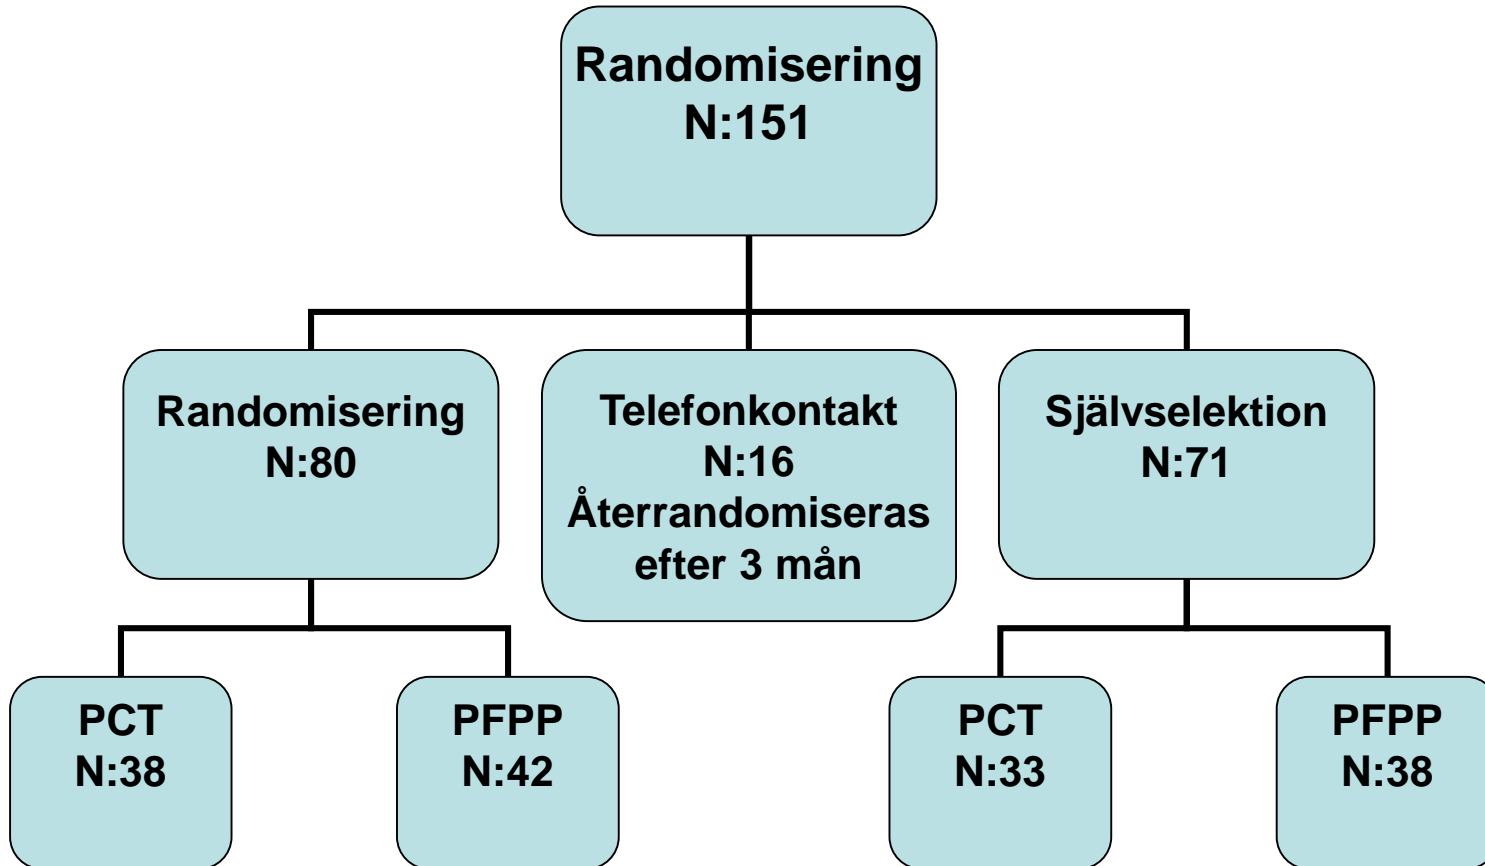 Randomisering
N:151
Randomisering
N:80
Telefonkontakt
N:16
Återrandomiseras
efter 3 mån
Självselektion
N:71
PCT
N:38
PFPP
N:42
PCT
N:33
PFPP
N:38